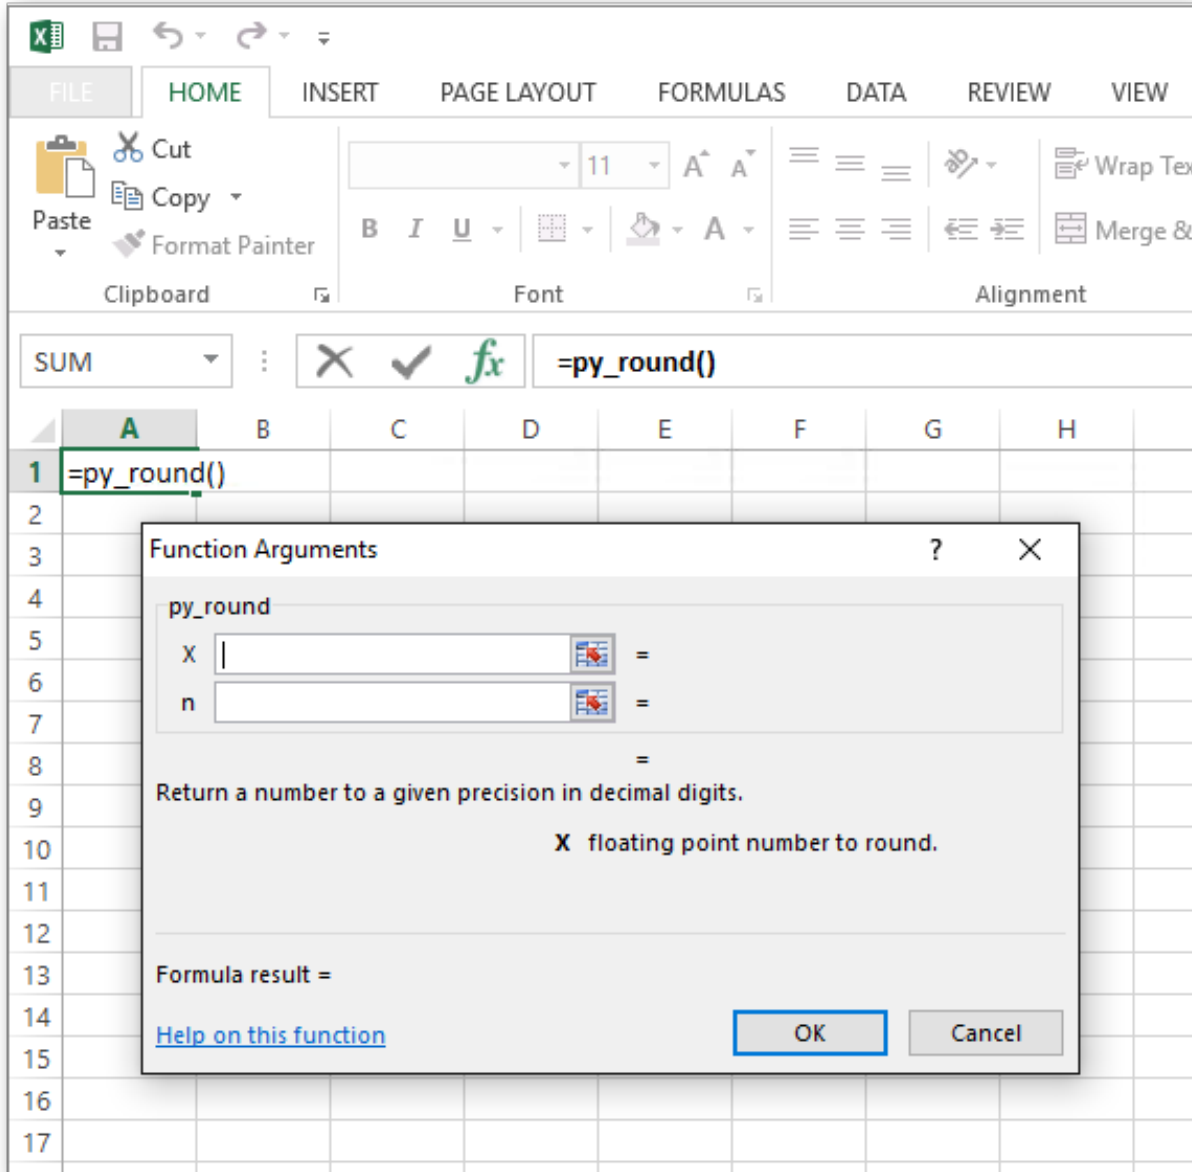 FILE HOME INSERT PAGE LAYOUT FORMULAS DATA REVIEW VIEW
Paste
Cut
Copy
Format Painter
Clipboard
11 A A
B I U A
Font
Wrap Tex
Merge &
Alignment
SUM fx =py_round()
A B C D E F G H
1 =py_round()
2
3
4
5
6
7
8
9
10
11
12
13
14
15
16
17
Function Arguments ?
py_round
X =
n =
=
Return a number to a given precision in decimal digits.
X floating point number to round.
Formula result =
Help on this function
OK Cancel